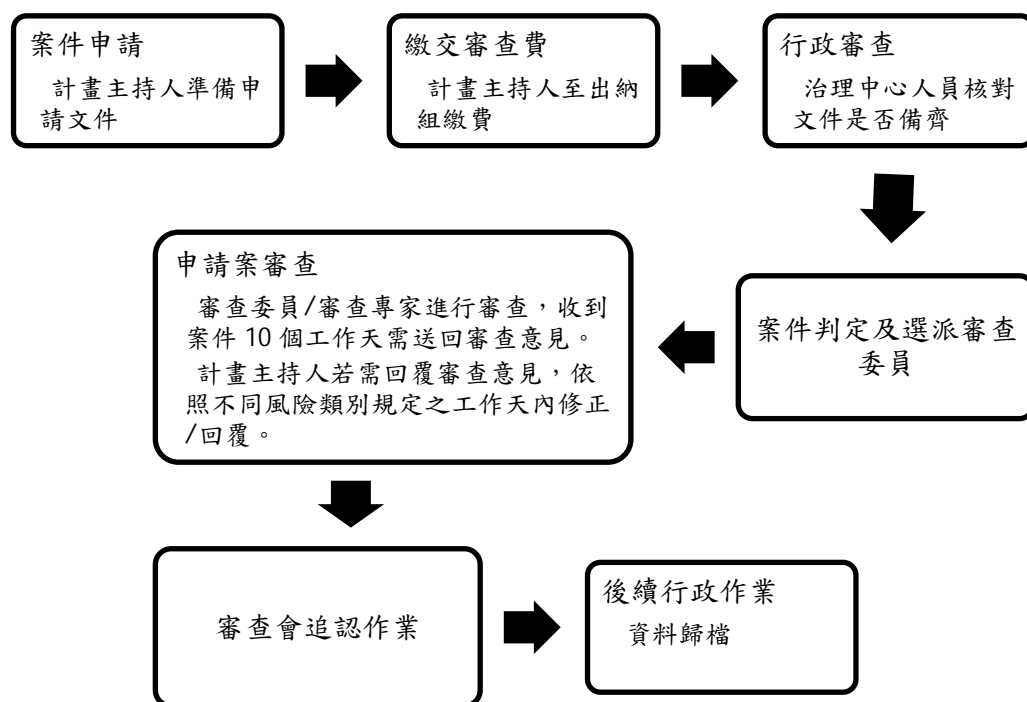 案件申請
計畫主持人準備申
請文件
繳交審查費
計畫主持人至出納
組繳費
行政審查
治理中心人員核對
文件是否備齊
案件判定及選派審查
委員
申請案審查
審查委員/審查專家進行審查，收到
案件 10 個工作天需送回審查意見。
計畫主持人若需回覆審查意見，依
照不同風險類別規定之工作天內修正
/回覆。
審查會追認作業
後續行政作業
資料歸檔